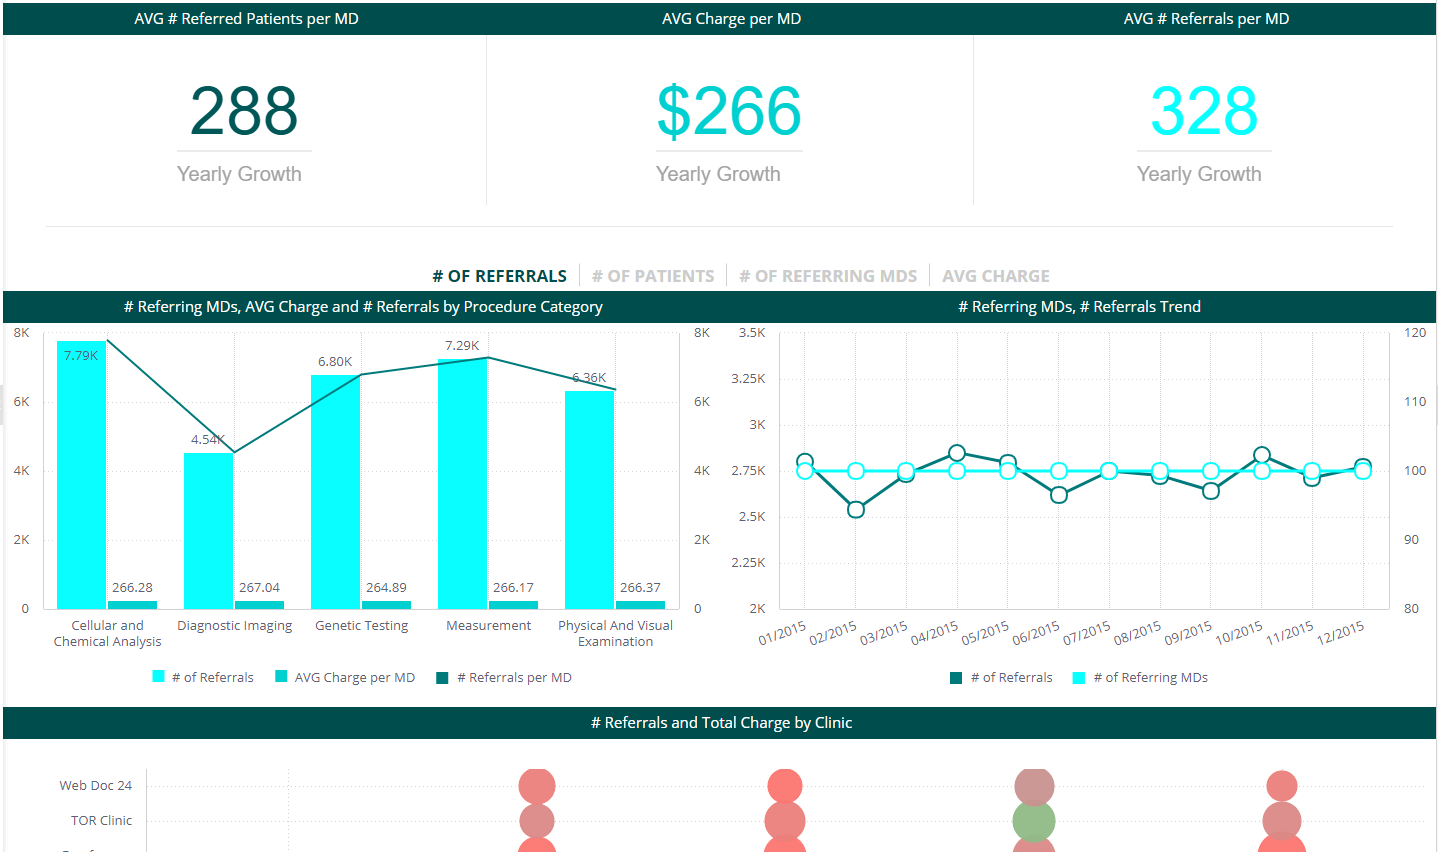 AVG # Referred Patients per MD
AVG Charge per MD
AVG # Referrals per MD
288
Yearly Growth
$266
Yearly Growth
328
Yearly Growth
# OF REFERRALS
# OF PATIENTS
# OF REFERRING MDS
AVG CHARGE
# Referring MDs, AVG Charge and # Referrals by Procedure Category
8K
6K
4K
2K
0
7.79K
4.54K
6.80K
7.29K
6.36K
266.28
267.04
264.89
266.17
266.37
8K
6K
4K
2K
0
Cellular and
Chemical Analysis
Diagnostic Imaging
Genetic Testing
Measurement
Physical And Visual
Examination
# of Referrals
AVG Charge per MD
# Referrals per MD
# Referring MDs, # Referrals Trend
3.5K
3.25K
3K
2.75K
2.5K
2.25K
2K
120
110
100
90
80
01/2015
02/2015
03/2015
04/2015
05/2015
06/2015
07/2015
08/2015
09/2015
10/2015
11/2015
12/2015
# of Referrals
# of Referring MDs
# Referrals and Total Charge by Clinic
Web Doc 24
TOR Clinic